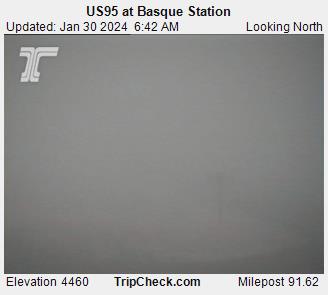 US95 at Basque Station
Updated: Jan 30 2024 6:42 AM Looking North
Elevation 4460 TripCheck.com Milepost 91.62